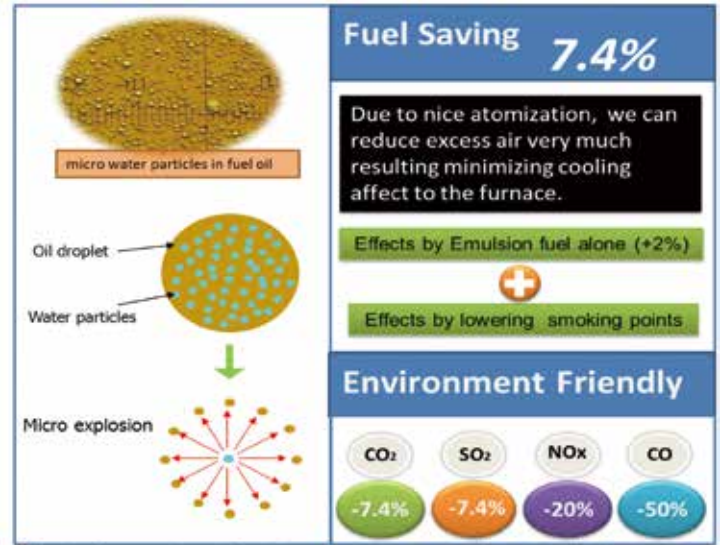 micro water particles in fuel oil
Oil droplet
Water particles
Micro explosion
Fuel Saving 7.4%
Due to nice atomization, we can
reduce excess air very much
resulting minimizing cooling
affect to the furnace.
Effects by Emulsion fuel alone (+2%)
Effects by lowering smoking points
Environment Friendly
CO₂ SO₂ NOx CO
-7.4% -7.4% -20% -50%